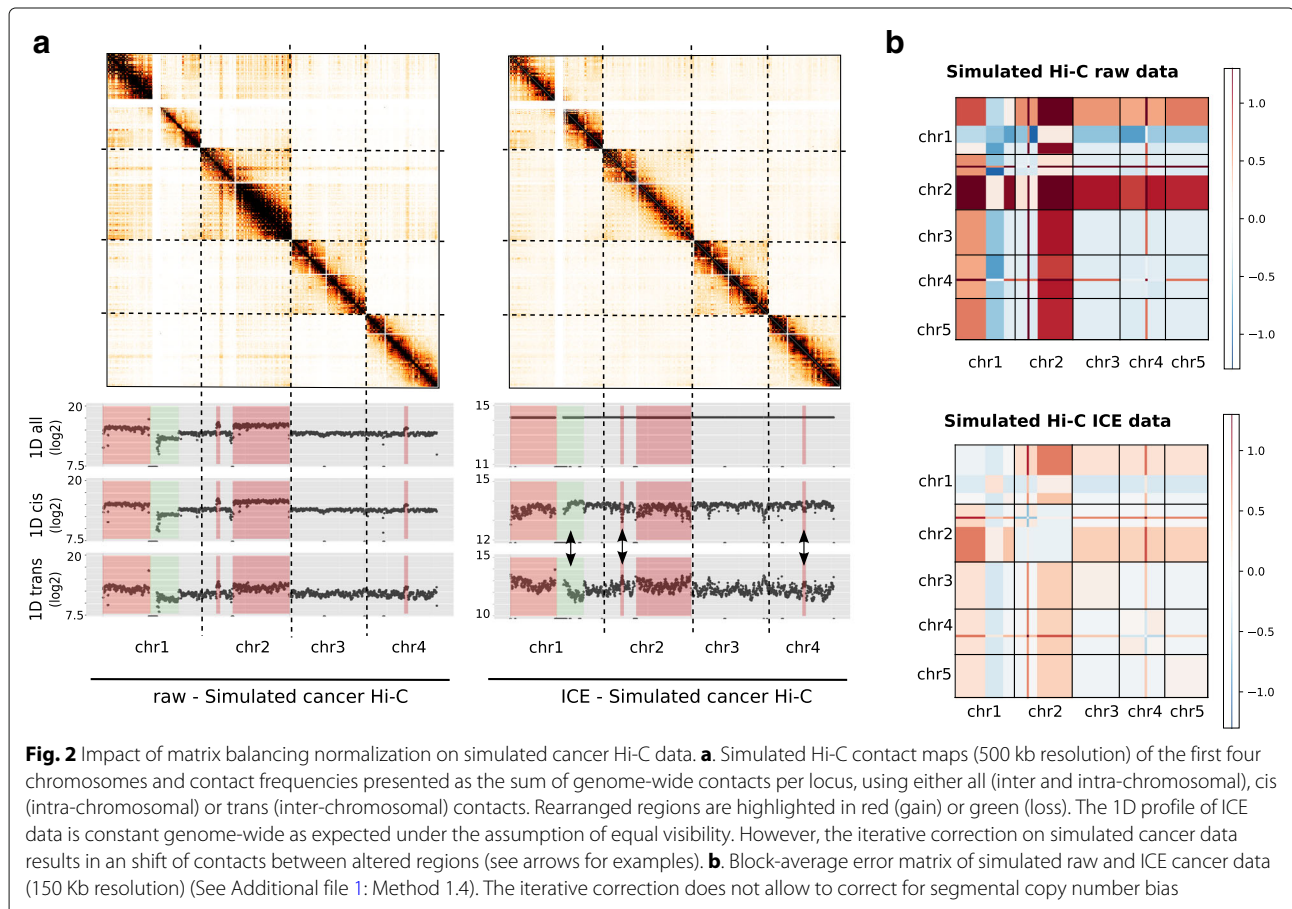 a
b
Simulated Hi-C raw data
chr1
chr2
chr3
chr4
chr5
chr1 chr2 chr3 chr4 chr5
1.0
0.5
0.0
−0.5
−1.0
Simulated Hi-C ICE data
chr1
chr2
chr3
chr4
chr5
chr1 chr2 chr3 chr4 chr5
1.0
0.5
0.0
−0.5
−1.0
1D all
(log2)
20
7.5
1D cis
(log2)
20
7.5
1D trans
(log2)
20
7.5
chr1 chr2 chr3 chr4
raw - Simulated cancer Hi-C
15
11
15
12
15
10
chr1 chr2 chr3 chr4
ICE - Simulated cancer Hi-C
Fig. 2 Impact of matrix balancing normalization on simulated cancer Hi-C data. a. Simulated Hi-C contact maps (500 kb resolution) of the first four
chromosomes and contact frequencies presented as the sum of genome-wide contacts per locus, using either all (inter and intra-chromosomal), cis
(intra-chromosomal) or trans (inter-chromosomal) contacts. Rearranged regions are highlighted in red (gain) or green (loss). The 1D profile of ICE
data is constant genome-wide as expected under the assumption of equal visibility. However, the iterative correction on simulated cancer data
results in an shift of contacts between altered regions (see arrows for examples). b. Block-average error matrix of simulated raw and ICE cancer data
(150 Kb resolution) (See Additional file 1: Method 1.4). The iterative correction does not allow to correct for segmental copy number bias